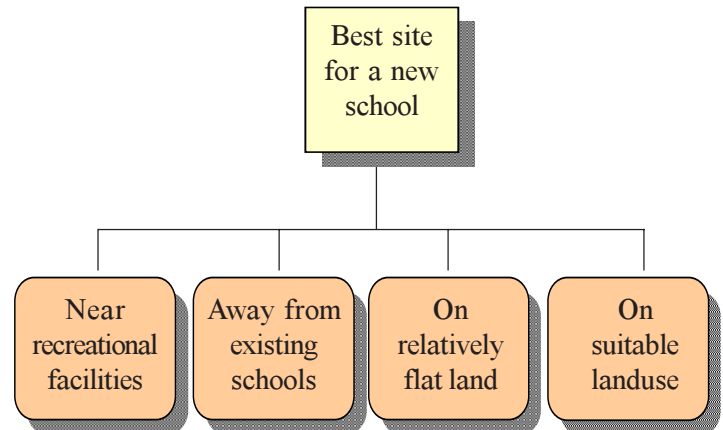 Best site
for a new
school
Near
recreational
facilities
Away from
existing
schools
On
relatively
flat land
On
suitable
landuse